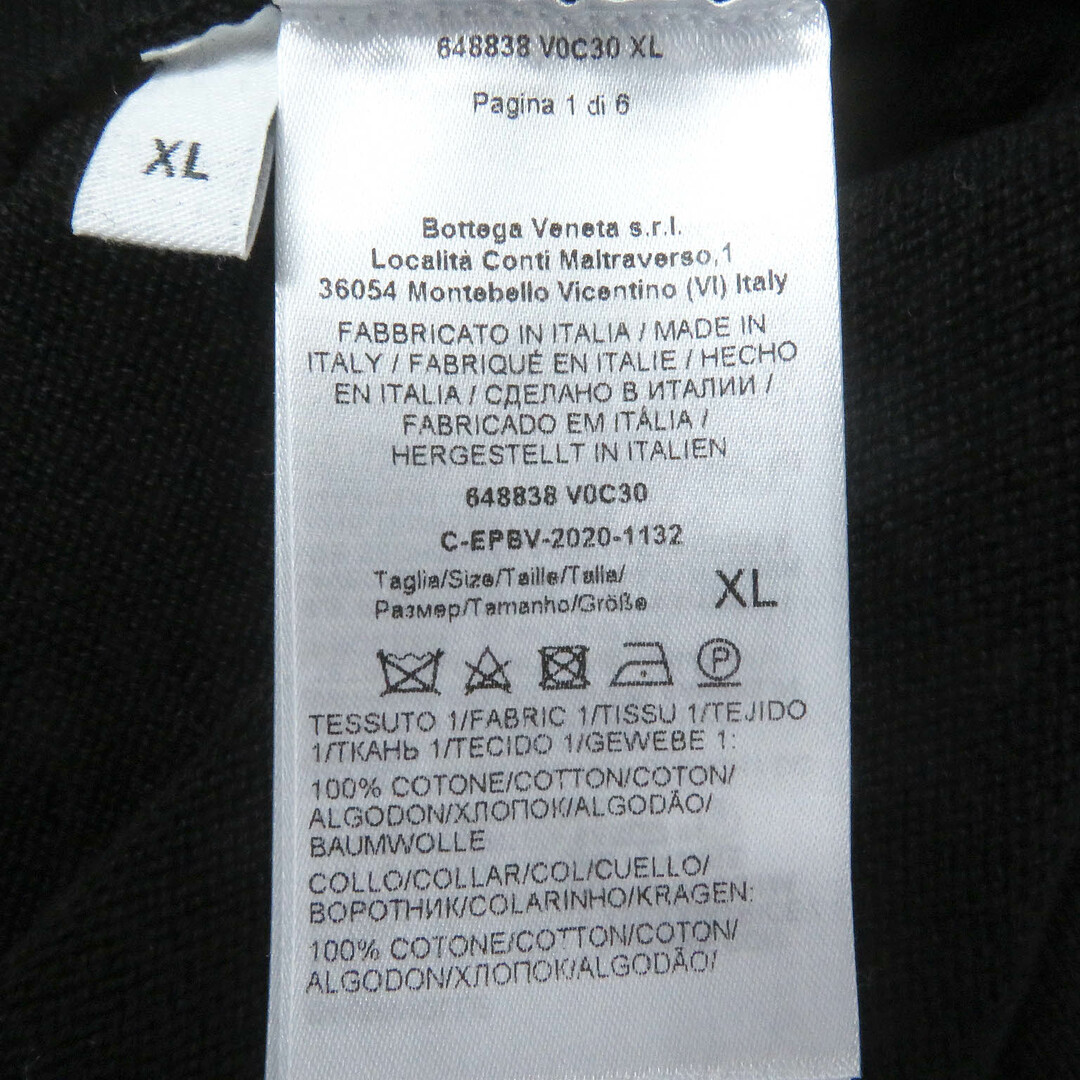 648838 V0C30 XL
Pagina 1 di 6
XL
Bottega Veneta s.r.l.
Località Conti Maltraverso,1
36054 Montebello Vicentino (VI) Italy
FABBRICATO IN ITALIA / MADE IN
ITALY / FABRIQUÉ EN ITALIE / HECHO
EN ITALIA / СДЕЛАНО В ИТАЛИИ /
FABRICADO EM ITÁLIA /
HERGESTELLT IN ITALIEN
648838 V0C30
C-EPBV-2020-1132
Taglia/Size/Taille/Talla/
Размер/Tamanho/Größe
XL
P
TESSUTO 1/FABRIC 1/TISSU 1/TEJIDO
1/ТКАНЬ 1/TECIDO 1/GEWEBE 1:
100% COTONE/COTTON/COTON/
ALGODON/ХЛОПОК/ALGODÃO/
BAUMWOLLE
COLLO/COLLAR/COL/CUELLO/
ВОРОТНИК/COLARINHO/KRAGEN:
100% COTONE/COTTON/COTON/
ALGODON/ХЛОПОК/ALGODÃO/